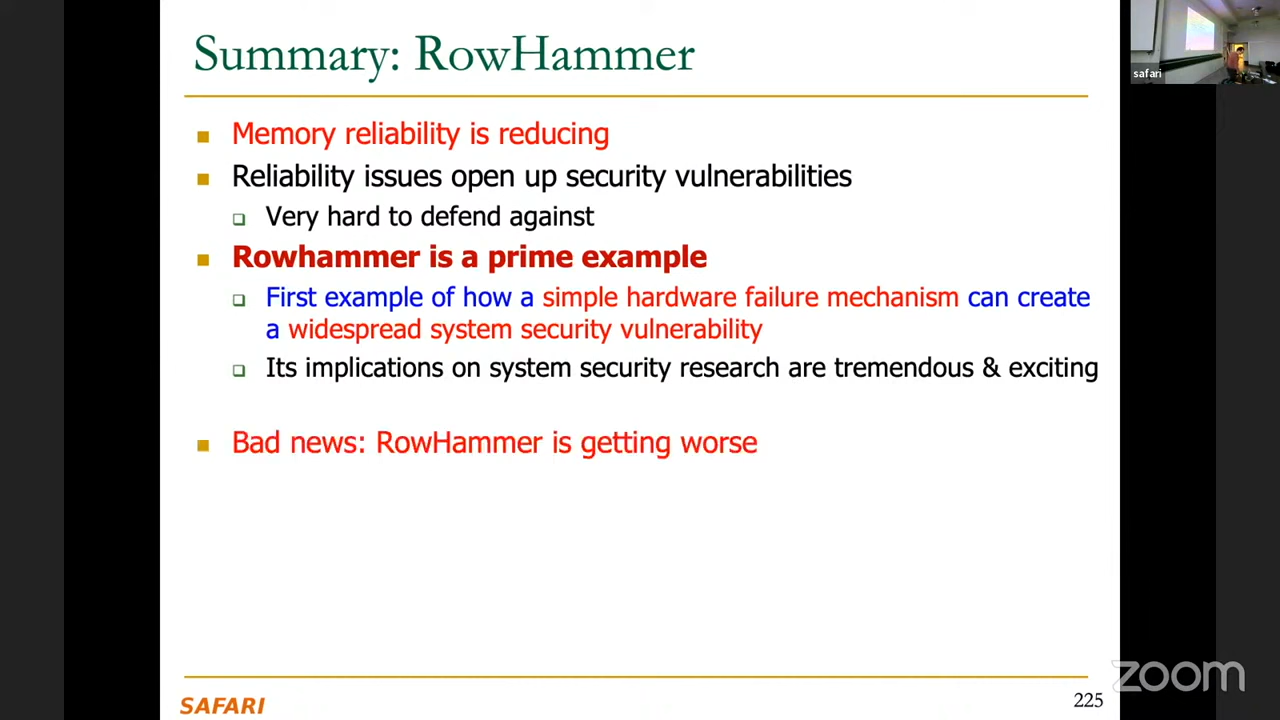 Summary: RowHammer
safari
Memory reliability is reducing
Reliability issues open up security vulnerabilities
Very hard to defend against
Rowhammer is a prime example
First example of how a simple hardware failure mechanism can create
a widespread system security vulnerability
Its implications on system security research are tremendous & exciting
Bad news: RowHammer is getting worse
SAFARI
225
zoom